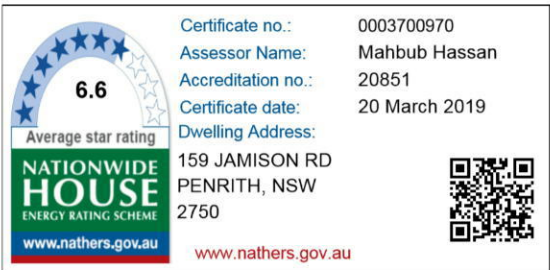 6.6
Average star rating
NATIONWIDE
HOUSE
ENERGY RATING SCHEME
www.nathers.gov.au
Certificate no.: 0003700970
Assessor Name: Mahbub Hassan
Accreditation no.: 20851
Certificate date: 20 March 2019
Dwelling Address:
159 JAMISON RD
PENRITH, NSW
2750
www.nathers.gov.au